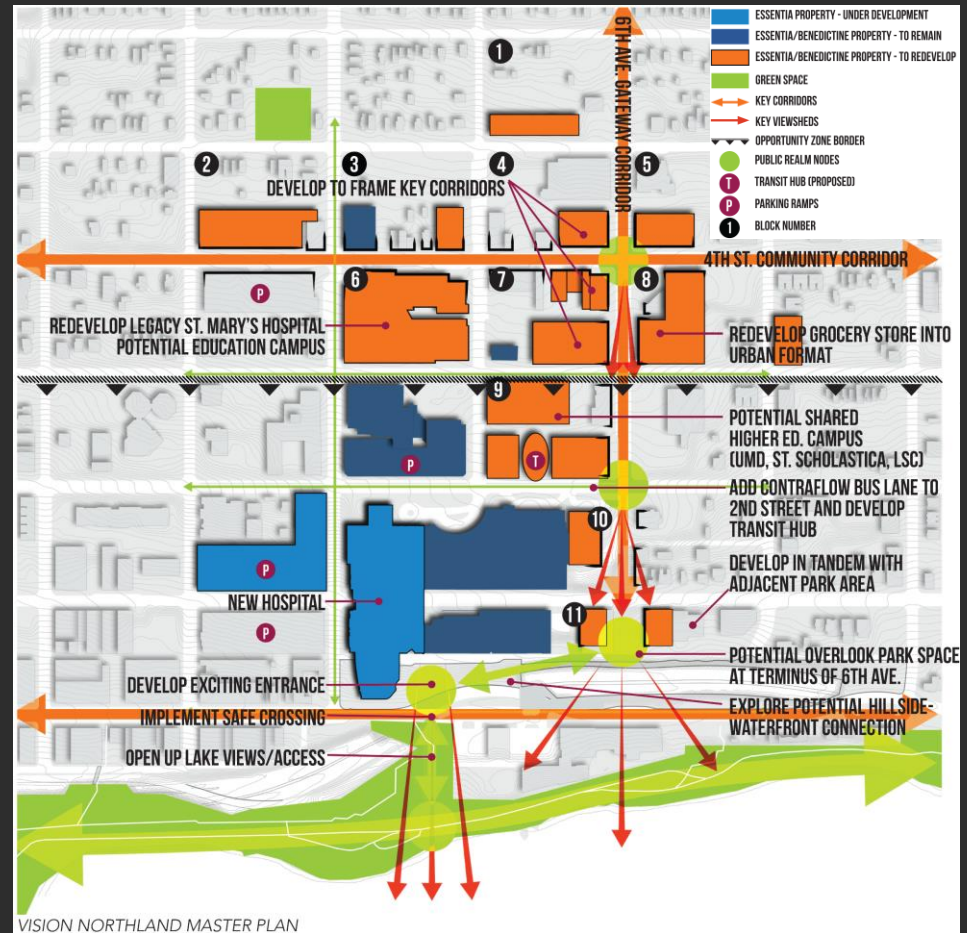 ESSENTIA PROPERTY - UNDER DEVELOPMENT
ESSENTIA/BENEDICTINE PROPERTY - TO REMAIN
ESSENTIA/BENEDICTINE PROPERTY - TO REDEVELOP
GREEN SPACE
KEY CORRIDORS
KEY VIEWSHEDS
OPPORTUNITY ZONE BORDER
PUBLIC REALM NODES
T TRANSIT HUB (PROPOSED)
P PARKING RAMPS
1 BLOCK NUMBER
6TH AVE. GATEWAY CORRIDOR
1
2
3
4
5
DEVELOP TO FRAME KEY CORRIDORS
4TH ST. COMMUNITY CORRIDOR
P
6
7
8
REDEVELOP LEGACY ST. MARY'S HOSPITAL
POTENTIAL EDUCATION CAMPUS
REDEVELOP GROCERY STORE INTO
URBAN FORMAT
9
POTENTIAL SHARED
HIGHER ED. CAMPUS
(UMD, ST. SCHOLASTICA, LSC)
P
T
ADD CONTRAFLOW BUS LANE TO
2ND STREET AND DEVELOP
TRANSIT HUB
10
P
DEVELOP IN TANDEM WITH
ADJACENT PARK AREA
NEW HOSPITAL
11
P
POTENTIAL OVERLOOK PARK SPACE
AT TERMINUS OF 6TH AVE.
DEVELOP EXCITING ENTRANCE
EXPLORE POTENTIAL HILLSIDE-
WATERFRONT CONNECTION
IMPLEMENT SAFE CROSSING
OPEN UP LAKE VIEWS/ACCESS
VISION NORTHLAND MASTER PLAN